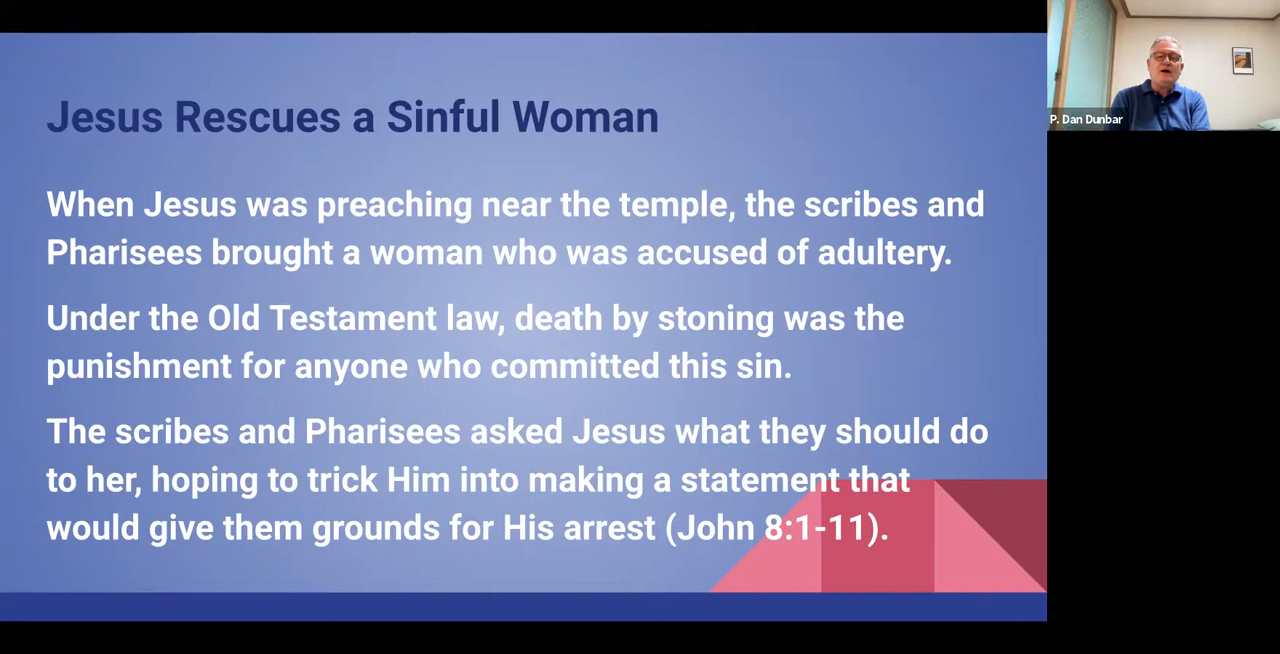 Jesus Rescues a Sinful Woman
When Jesus was preaching near the temple, the scribes and
Pharisees brought a woman who was accused of adultery.
Under the Old Testament law, death by stoning was the
punishment for anyone who committed this sin.
The scribes and Pharisees asked Jesus what they should do
to her, hoping to trick Him into making a statement that
would give them grounds for His arrest (John 8:1-11).
P. Dan Dunbar